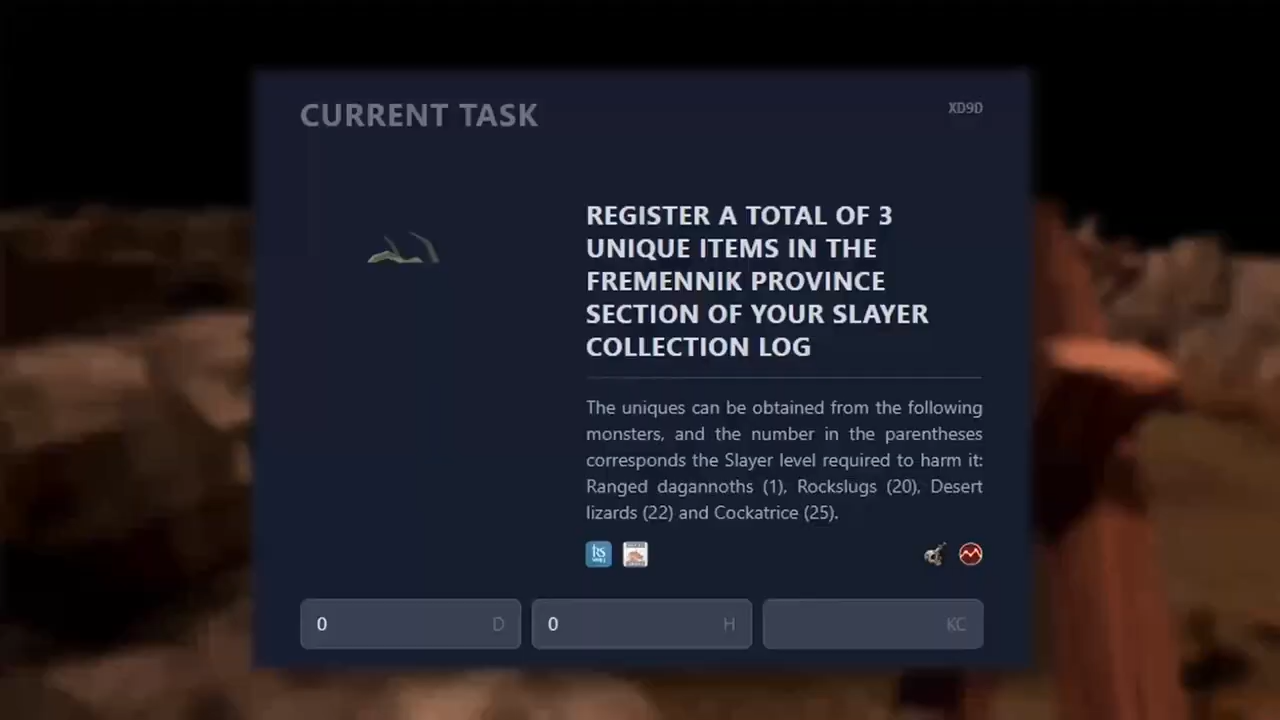 CURRENT TASK
XD9D
REGISTER A TOTAL OF 3
UNIQUE ITEMS IN THE
FREMENNIK PROVINCE
SECTION OF YOUR SLAYER
COLLECTION LOG
The uniques can be obtained from the following
monsters, and the number in the parentheses
corresponds the Slayer level required to harm it:
Ranged dagannoths (1), Rockslugs (20), Desert
lizards (22) and Cockatrice (25).
0 D
0 H
KC